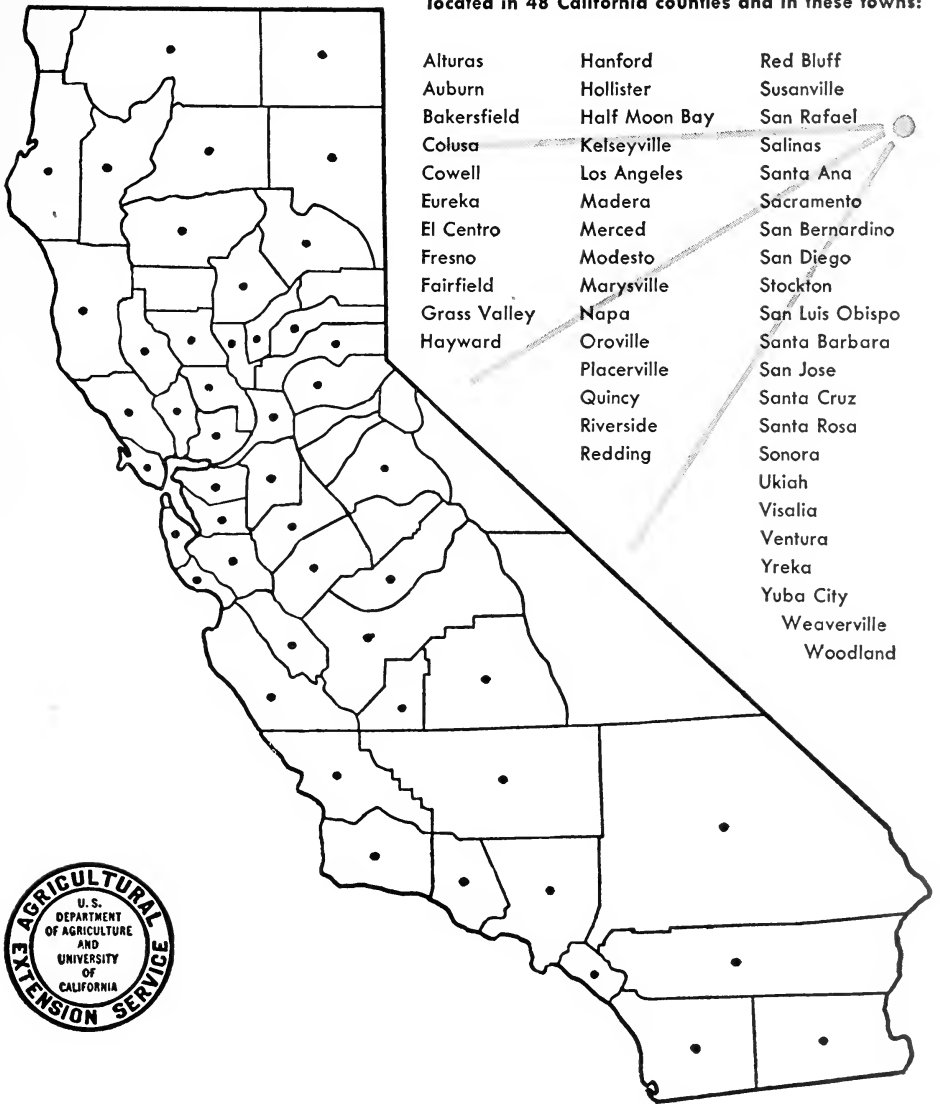 located in 48 California counties and in these towns:
Alturas
Auburn
Bakersfield
Colusa
Cowell
Eureka
El Centro
Fresno
Fairfield
Grass Valley
Hayward
Hanford
Hollister
Half Moon Bay
Kelseyville
Los Angeles
Madera
Merced
Modesto
Marysville
Napa
Oroville
Placerville
Quincy
Riverside
Redding
Red Bluff
Susanville
San Rafael
Salinas
Santa Ana
Sacramento
San Bernardino
San Diego
Stockton
San Luis Obispo
Santa Barbara
San Jose
Santa Cruz
Santa Rosa
Sonora
Ukiah
Visalia
Ventura
Yreka
Yuba City
Weaverville
Woodland
AGRICULTURAL
EXTENSION SERVICE
U. S.
DEPARTMENT
OF AGRICULTURE
AND
UNIVERSITY
OF
CALIFORNIA